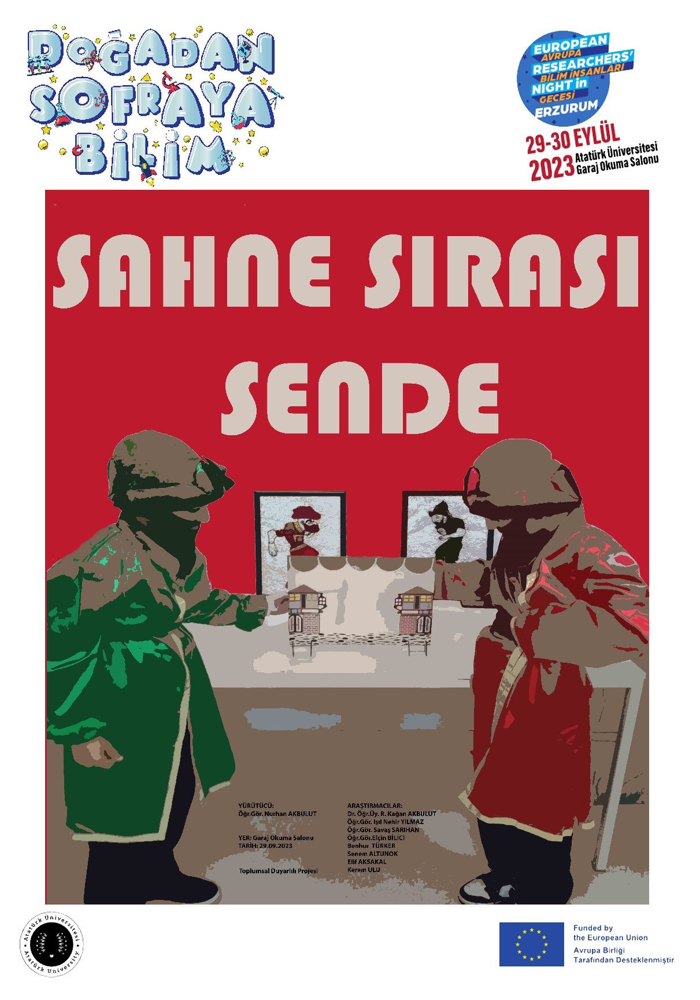 DOĞADAN
SOFRAYA
BİLİM
EUROPEAN
AVRUPA
RESEARCHERS'
BİLİM İNSANLARI
NIGHT in
GECESİ
ERZURUM
29-30 EYLÜL
2023 Atatürk Üniversitesi
Garaj Okuma Salonu
SAHNE SIRASI
SENDE
YÜRÜTÜCÜ:
Öğr.Gör. Nurhan AKBULUT
YER: Garaj Okuma Salonu
TARİH: 29.09.2023
Toplumsal Duyarlılı Projesi
ARAŞTIRMACILAR:
Dr. Öğr.Üy. R. Kağan AKBULUT
Öğr.Gör. Işıl Nehir YILMAZ
Öğr.Gör. Savaş SARIHAN
Öğr.Gör.Elçin BİLİCİ
Benhur TÜRKER
Senem ALTUNOK
Elif AKSAKAL
Kerem ULU
Atatürk Üniversitesi
Atatürk University
Funded by
the European Union
Avrupa Birliği
Tarafından Desteklenmiştir